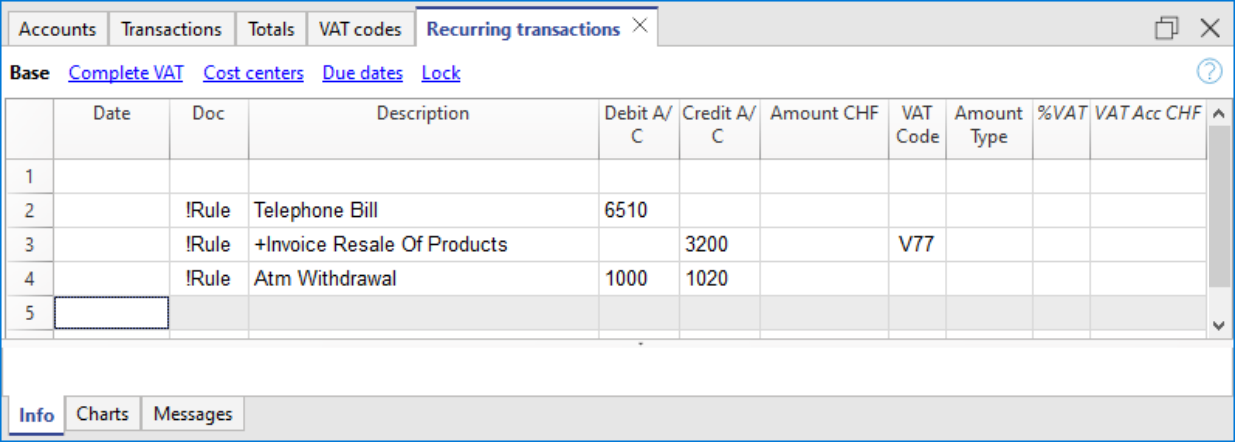 Accounts Transactions Totals VAT codes Recurring transactions
Base Complete VAT Cost centers Due dates Lock ?
Date Doc Description Debit A/ Credit A/ Amount CHF VAT Amount %VAT VAT Acc CHF
C C Code Type
1
2 !Rule Telephone Bill 6510
3 !Rule +Invoice Resale Of Products 3200 V77
4 !Rule Atm Withdrawal 1000 1020
5
Info Charts Messages